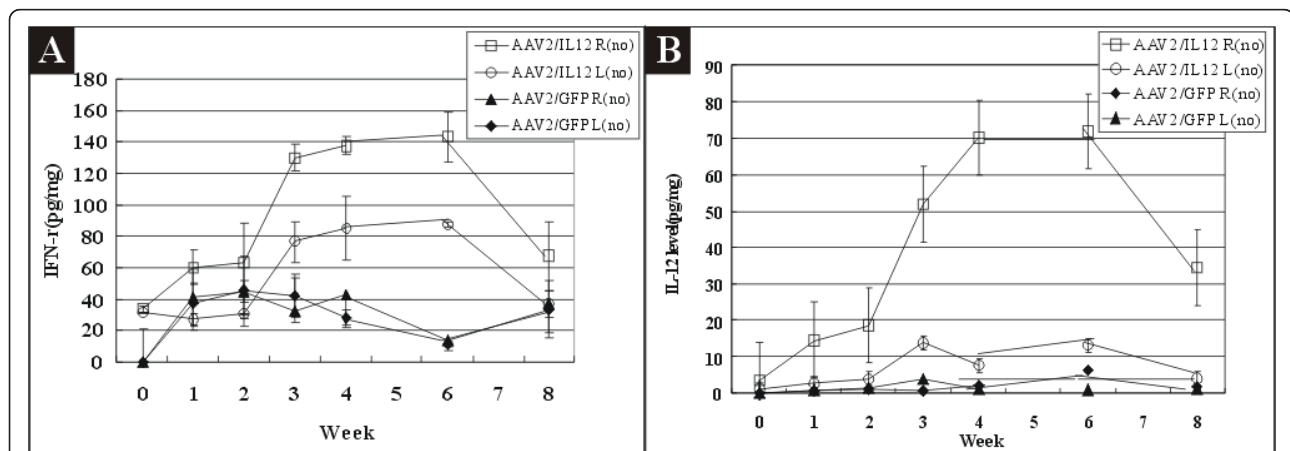 A
AAV2/IL12 R(no)
AAV2/IL12 L(no)
AAV2/GFP R(no)
AAV2/GFP L(no)
IFN-r(pg/mg)
180
160
140
120
100
80
60
40
20
0
0 1 2 3 4 5 6 7 8
Week
B
AAV2/IL12 R(no)
AAV2/IL12 L(no)
AAV2/GFP R(no)
AAV2/GFP L(no)
IL-12 level(pg/mg)
90
80
70
60
50
40
30
20
10
0
0 1 2 3 4 5 6 7 8
Week